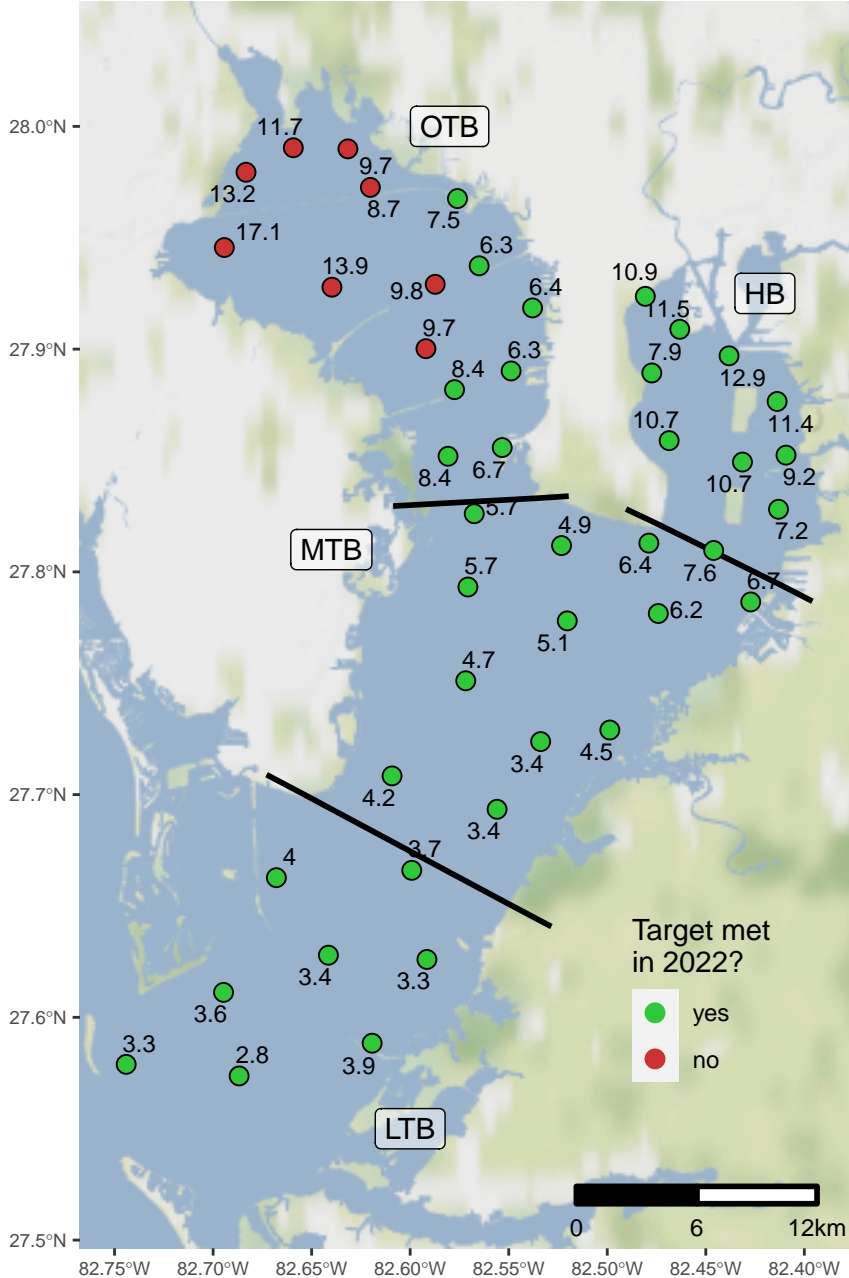 28.0°N
11.7
OTB
9.7
13.2
8.7
7.5
17.1
6.3
13.9
10.9
HB
9.8
6.4
11.5
27.9°N
9.7
6.3
7.9
12.9
8.4
10.7
11.4
8.4
6.7
10.7
9.2
5.7
4.9
7.2
MTB
27.8°N
5.7
6.4
7.6
6.7
6.2
5.1
4.7
3.4
4.5
27.7°N
4.2
3.4
3.7
4
Target met
in 2022?
3.4
3.3
yes
3.6
27.6°N
3.3
2.8
3.9
no
LTB
0
6
12km
27.5°N
82.75°W 82.70°W 82.65°W 82.60°W 82.55°W 82.50°W 82.45°W 82.40°W